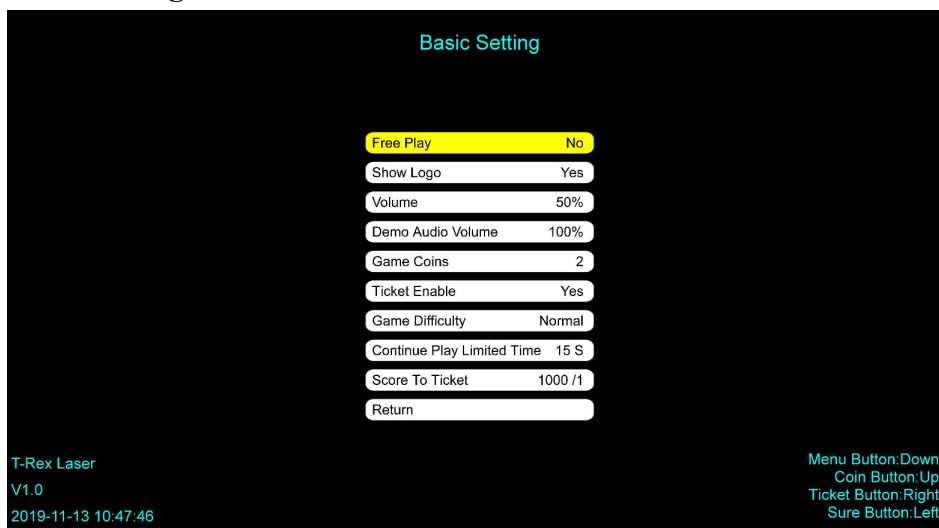 Basic Setting
Free Play No
Show Logo Yes
Volume 50%
Demo Audio Volume 100%
Game Coins 2
Ticket Enable Yes
Game Difficulty Normal
Continue Play Limited Time 15 S
Score To Ticket 1000 /1
Return
T-Rex Laser
V1.0
2019-11-13 10:47:46
Menu Button:Down
Coin Button:Up
Ticket Button:Right
Sure Button:Left